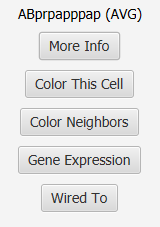 ABprpapppap (AVG)
More Info
Color This Cell
Color Neighbors
Gene Expression
Wired To